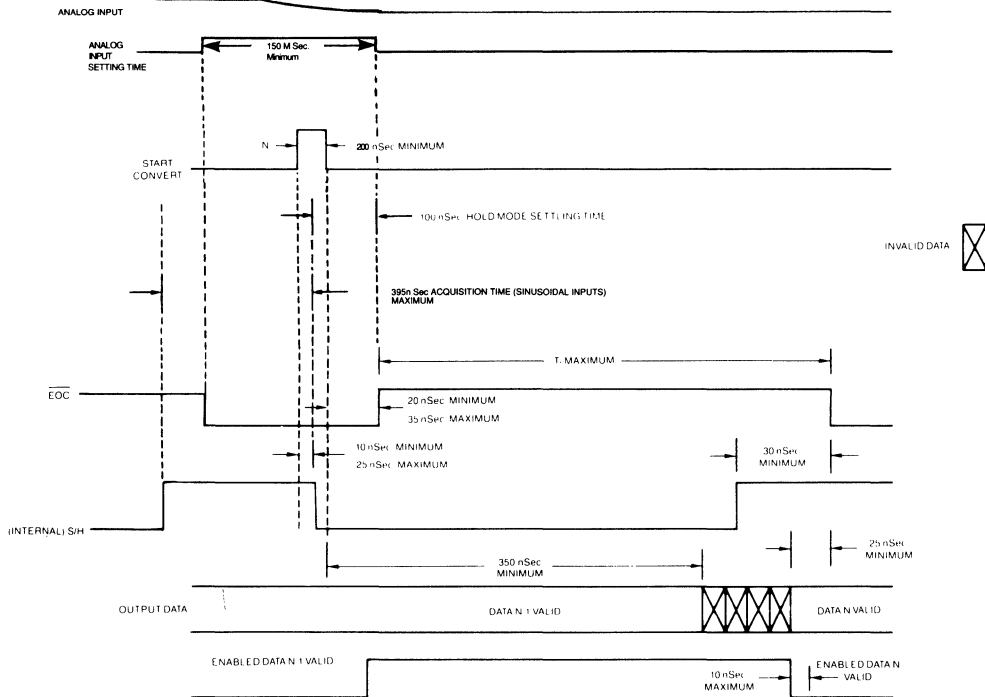 ANALOG INPUT
ANALOG
INPUT
SETTING TIME
150 M Sec.
Minimum
N
200 nSec MINIMUM
START
CONVERT
100 nSec HOLD MODE SETTLING TIME
INVALID DATA
395n Sec ACQUISITION TIME (SINUSOIDAL INPUTS)
MAXIMUM
T. MAXIMUM
EOC
20 nSec MINIMUM
35 nSec MAXIMUM
10 nSec MINIMUM
25 nSec MAXIMUM
30 nSec
MINIMUM
(INTERNAL) S/H
25 nSec
MINIMUM
350 nSec
MINIMUM
OUTPUT DATA
DATA N 1 VALID
DATA N VALID
ENABLED DATA N 1 VALID
10 nSec
MAXIMUM
ENABLED DATA N
VALID